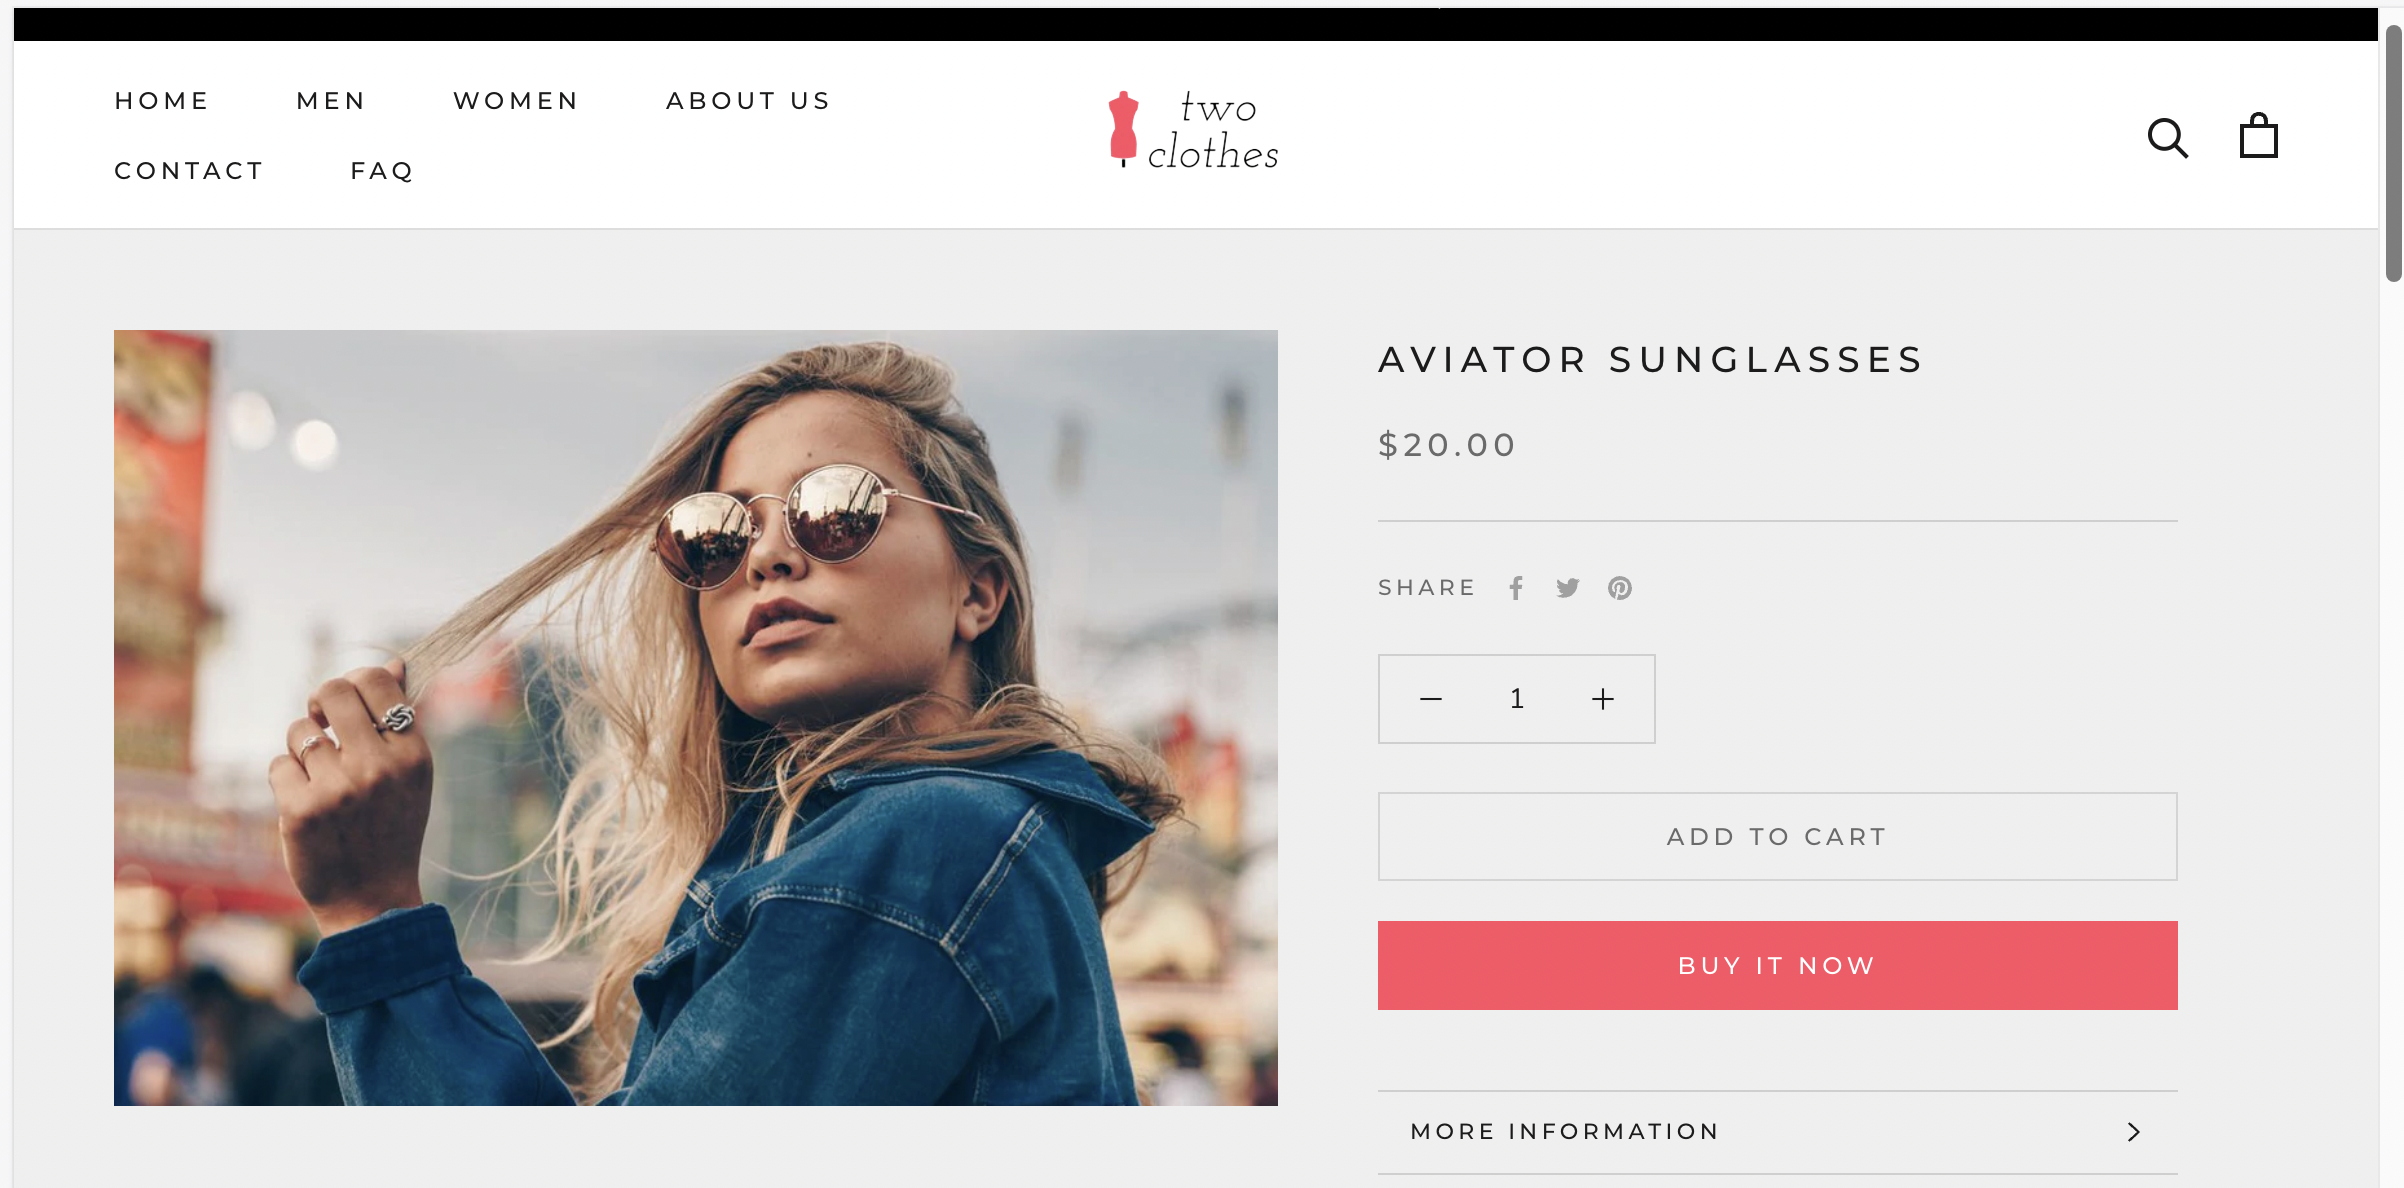 HOME MEN WOMEN ABOUT US
CONTACT FAQ
two
clothes
AVIATOR SUNGLASSES
$20.00
SHARE
1
ADD TO CART
BUY IT NOW
MORE INFORMATION